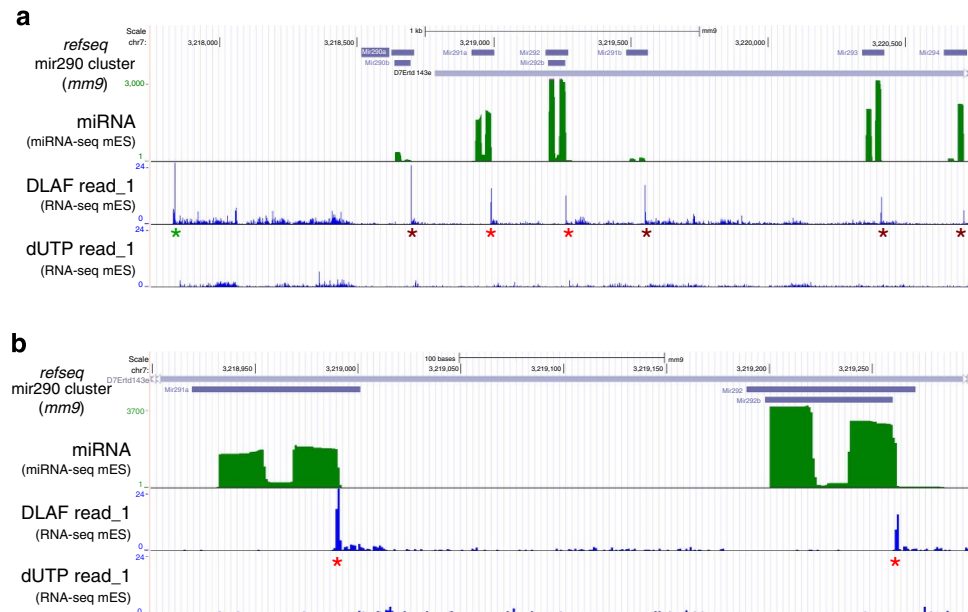 a
Scale 1 kb mm9
chr7: 3,218,000 3,218,500 3,219,000 3,219,500 3,220,000 3,220,500
refseq
mir290 cluster
(mm9)
Mir290a Mir291a Mir292 Mir291b Mir293 Mir294
Mir290b Mir292b
D7Ertd 143e
3,000
miRNA
(miRNA-seq mES)
1
24
DLAF read_1
(RNA-seq mES)
0
* * * * * * *
24
dUTP read_1
(RNA-seq mES)
0
b
Scale 100 bases mm9
chr7: 3,218,950 3,219,000 3,219,050 3,219,100 3,219,150 3,219,200 3,219,250
refseq
D7Ertd143e
mir290 cluster
(mm9)
Mir291a Mir292
Mir292b
3700
miRNA
(miRNA-seq mES)
1
24
DLAF read_1
(RNA-seq mES)
0
* *
24
dUTP read_1
(RNA-seq mES)
0